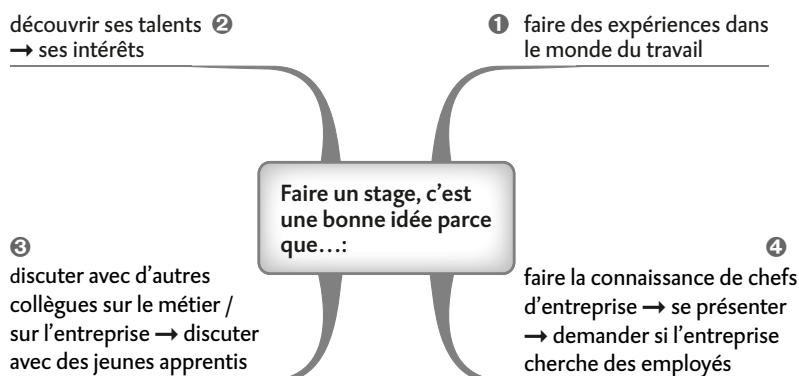 découvrir ses talents ❷
→ ses intérêts
❶ faire des expériences dans
le monde du travail
Faire un stage, c’est
une bonne idée parce
que…:
❸
discuter avec d’autres
collègues sur le métier /
sur l’entreprise → discuter
avec des jeunes apprentis
❹
faire la connaissance de chefs
d’entreprise → se présenter
→ demander si l’entreprise
cherche des employés